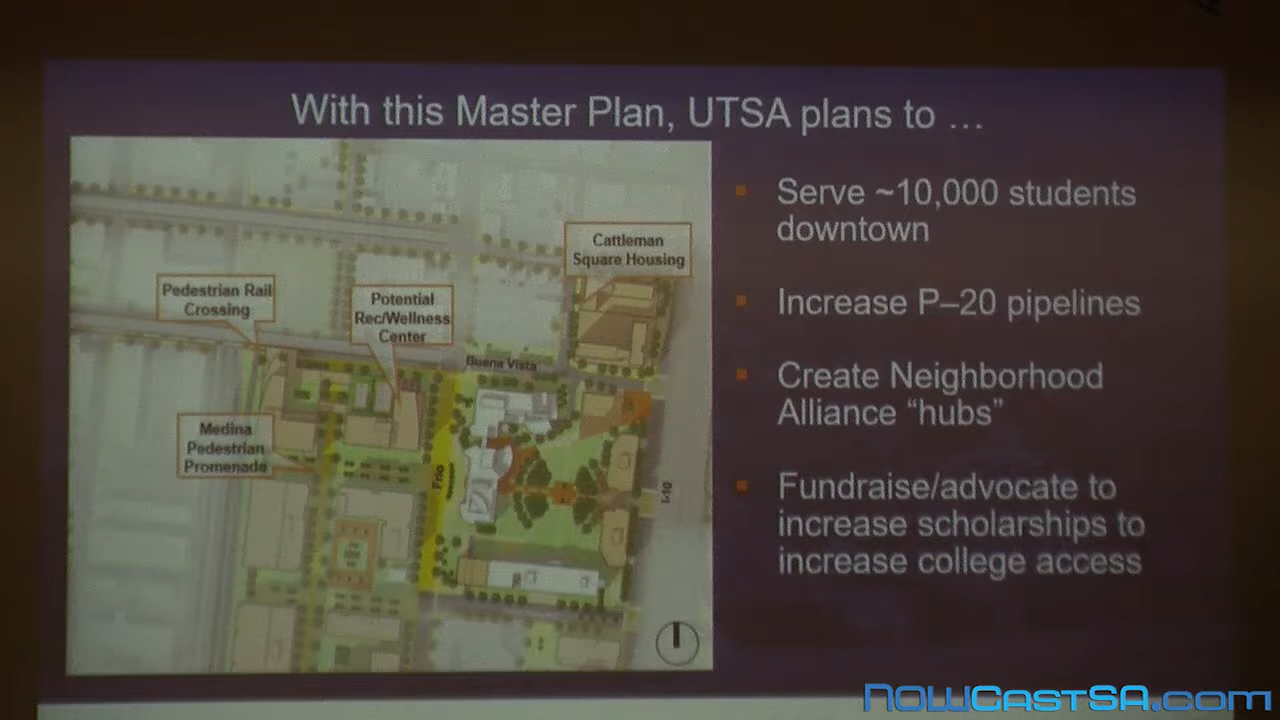 With this Master Plan, UTSA plans to ...
Cattleman
Square Housing
Pedestrian Rail
Crossing
Potential
Rec/Wellness
Center
Buena Vista
Medina
Pedestrian
Promenade
Frio
I-10
▪ Serve ~10,000 students
downtown
▪ Increase P–20 pipelines
▪ Create Neighborhood
Alliance “hubs”
▪ Fundraise/advocate to
increase scholarships to
increase college access
NOWCASTSA.com